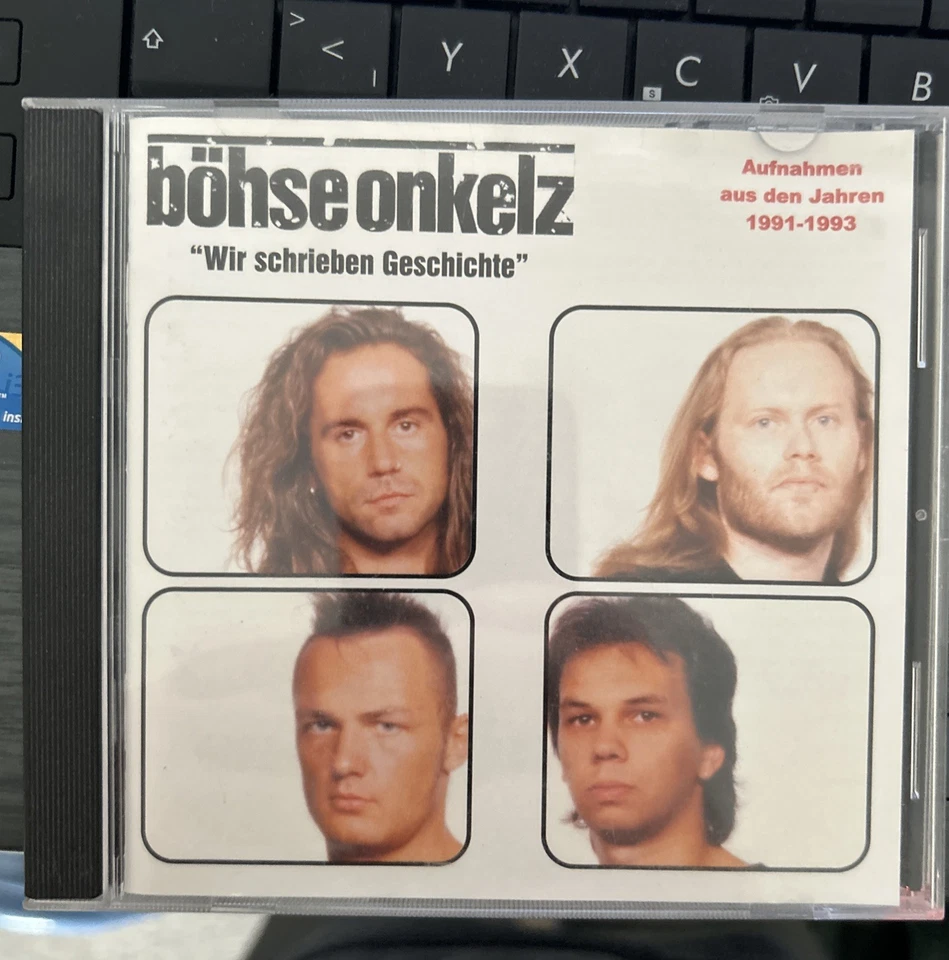 >
<
|
Y
X
C
S
V
B
böhse onkelz
“Wir schrieben Geschichte”
Aufnahmen
aus den Jahren
1991-1993